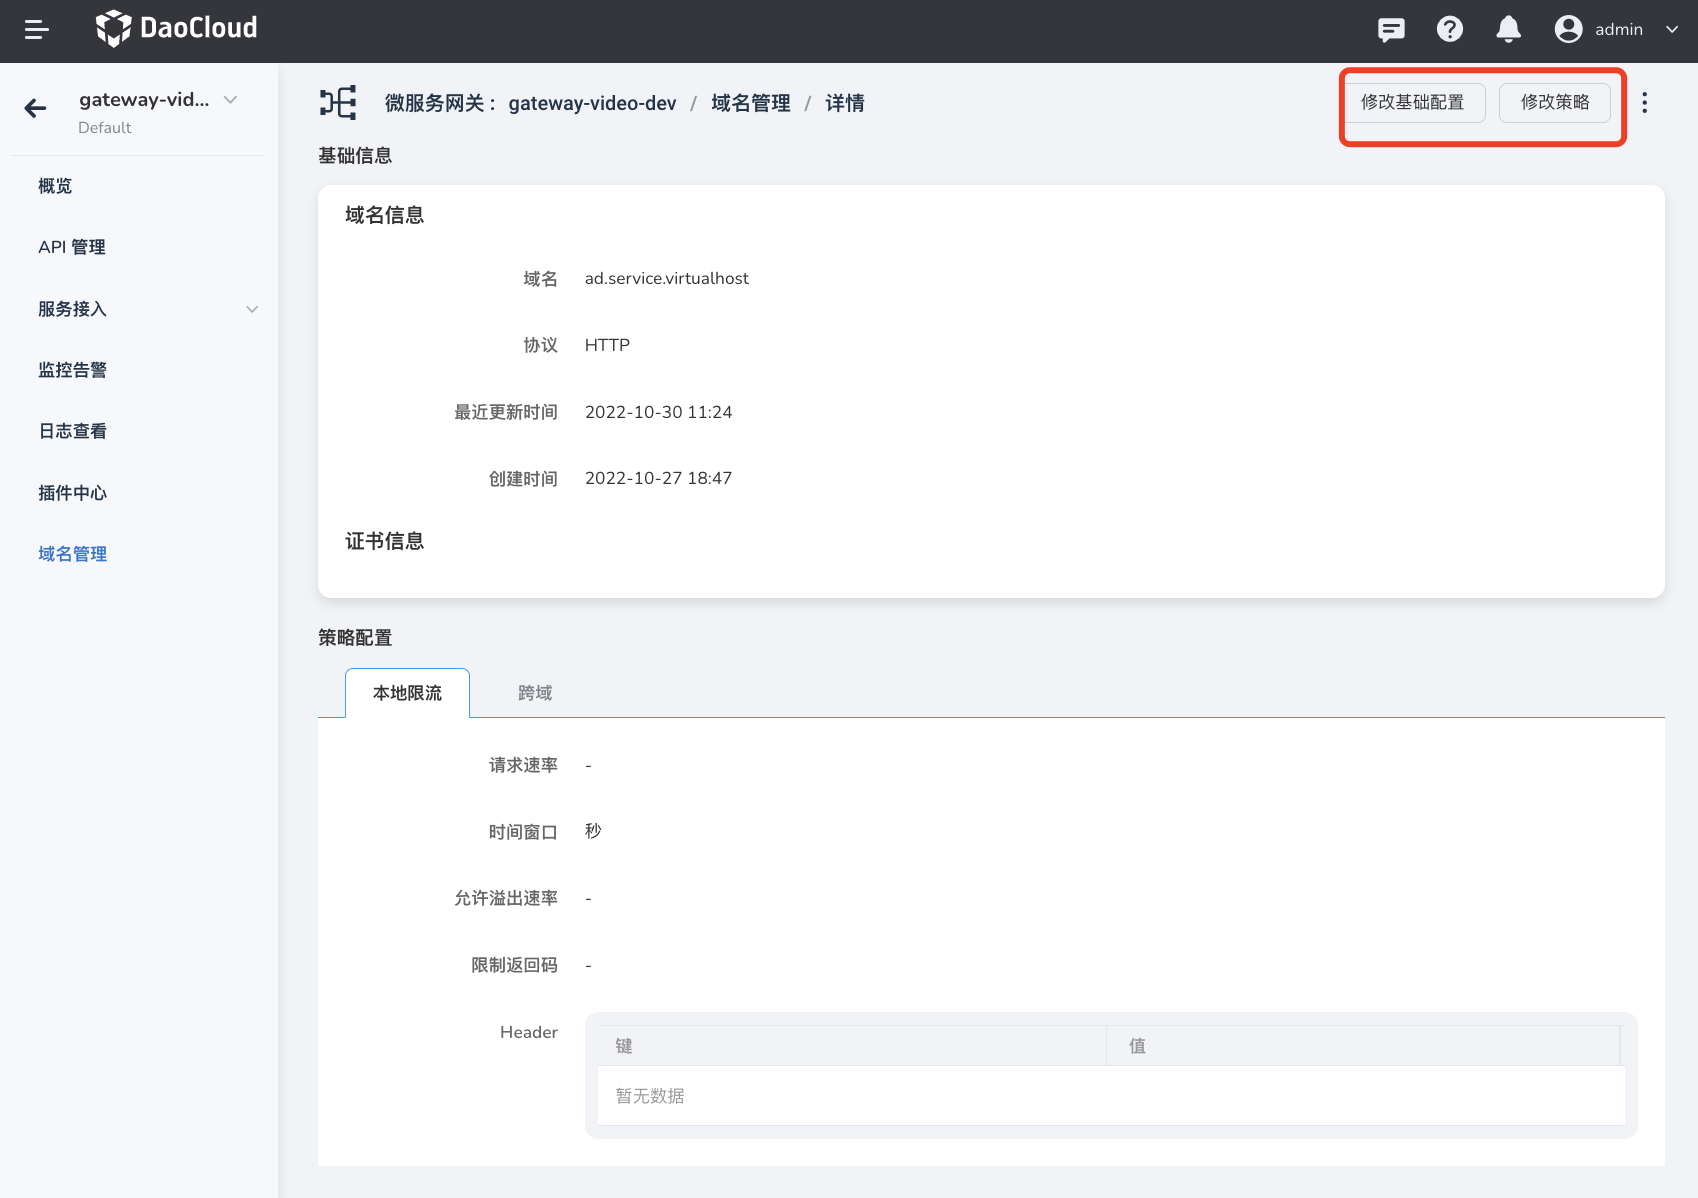 DaoCloud
admin
gateway-vid...
Default
概览
API 管理
服务接入
监控告警
日志查看
插件中心
域名管理
微服务网关： gateway-video-dev / 域名管理 / 详情
修改基础配置
修改策略
基础信息
域名信息
域名 ad.service.virtualhost
协议 HTTP
最近更新时间 2022-10-30 11:24
创建时间 2022-10-27 18:47
证书信息
策略配置
本地限流 跨域
请求速率 -
时间窗口 秒
允许溢出速率 -
限制返回码 -
Header 键 值
暂无数据